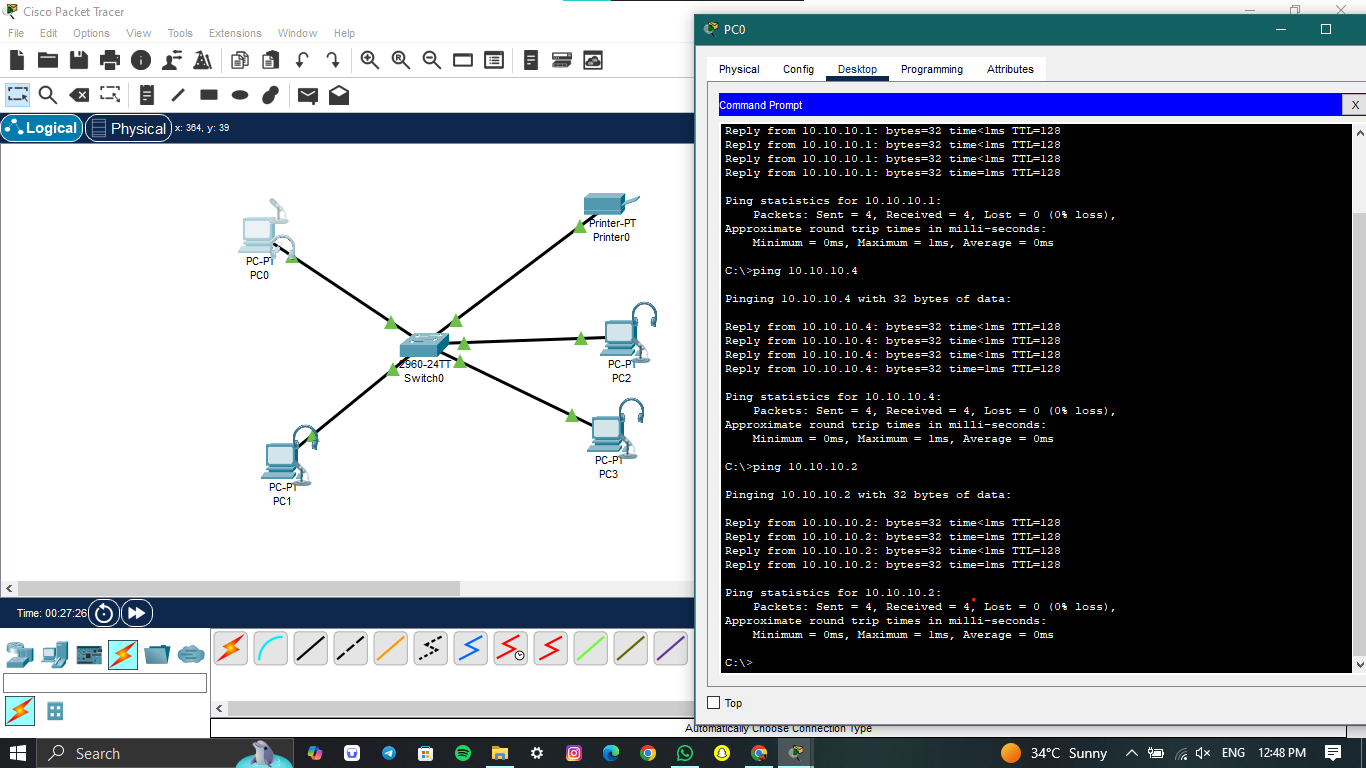 Cisco Packet Tracer
File Edit Options View Tools Extensions Window Help
Logical Physical x: 364, y: 39
PC-PT
PC0
Printer-PT
Printer0
2960-24TT
Switch0
PC-PT
PC2
PC-PT
PC3
PC-PT
PC1
Time: 00:27:26
PC0
Physical Config Desktop Programming Attributes
Command Prompt X
Reply from 10.10.10.1: bytes=32 time<1ms TTL=128
Reply from 10.10.10.1: bytes=32 time<1ms TTL=128
Reply from 10.10.10.1: bytes=32 time<1ms TTL=128
Reply from 10.10.10.1: bytes=32 time=1ms TTL=128
Ping statistics for 10.10.10.1:
Packets: Sent = 4, Received = 4, Lost = 0 (0% loss),
Approximate round trip times in milli-seconds:
Minimum = 0ms, Maximum = 1ms, Average = 0ms
C:\>ping 10.10.10.4
Pinging 10.10.10.4 with 32 bytes of data:
Reply from 10.10.10.4: bytes=32 time<1ms TTL=128
Reply from 10.10.10.4: bytes=32 time<1ms TTL=128
Reply from 10.10.10.4: bytes=32 time=1ms TTL=128
Reply from 10.10.10.4: bytes=32 time=1ms TTL=128
Ping statistics for 10.10.10.4:
Packets: Sent = 4, Received = 4, Lost = 0 (0% loss),
Approximate round trip times in milli-seconds:
Minimum = 0ms, Maximum = 1ms, Average = 0ms
C:\>ping 10.10.10.2
Pinging 10.10.10.2 with 32 bytes of data:
Reply from 10.10.10.2: bytes=32 time<1ms TTL=128
Reply from 10.10.10.2: bytes=32 time=1ms TTL=128
Reply from 10.10.10.2: bytes=32 time<1ms TTL=128
Reply from 10.10.10.2: bytes=32 time=1ms TTL=128
Ping statistics for 10.10.10.2:
Packets: Sent = 4, Received = 4, Lost = 0 (0% loss),
Approximate round trip times in milli-seconds:
Minimum = 0ms, Maximum = 1ms, Average = 0ms
C:\>
Top
Automatically Choose Connection Type
Search
34°C Sunny
ENG
12:48 PM